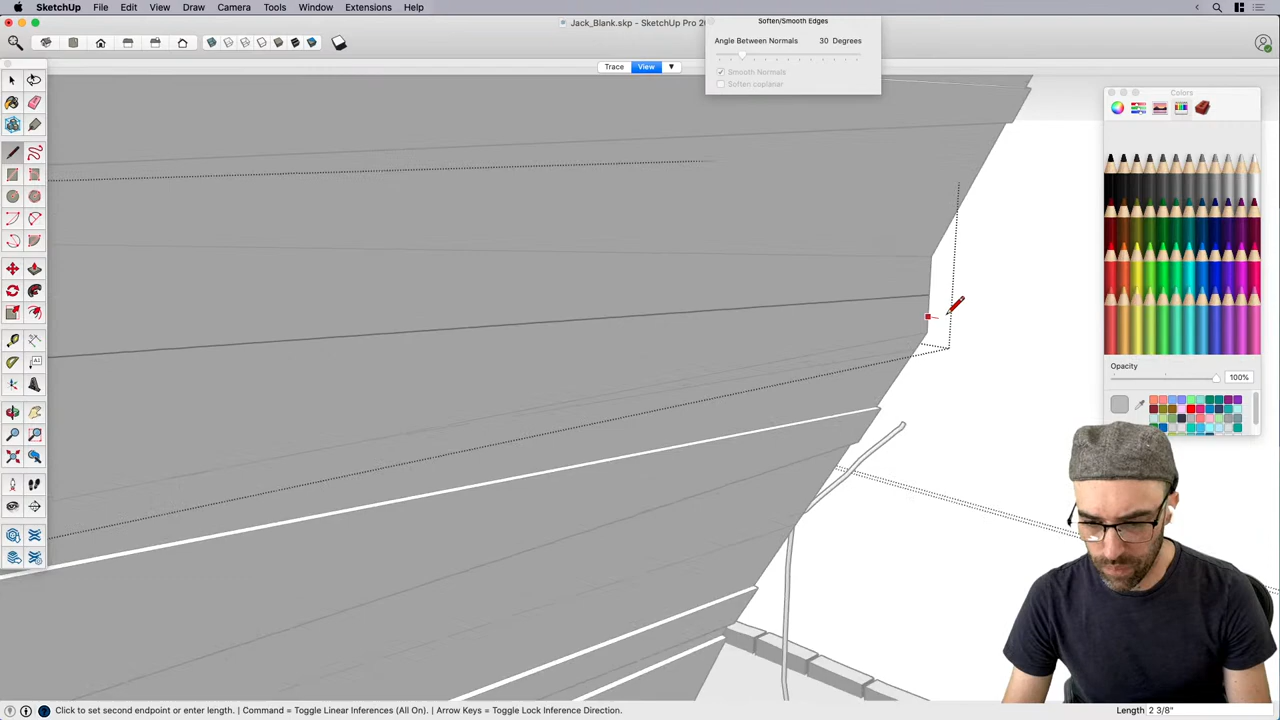 SketchUp File Edit View Draw Camera Tools Window Extensions Help
Jack_Blank.skp - SketchUp Pro 20
Soften/Smooth Edges
Angle Between Normals 30 Degrees
Smooth Normals
Soften coplanar
Trace View
Colors
Opacity
100%
Click to set second endpoint or enter length. | Command = Toggle Linear Inferences (All On). | Arrow Keys = Toggle Lock Inference Direction.
Length 2 3/8"